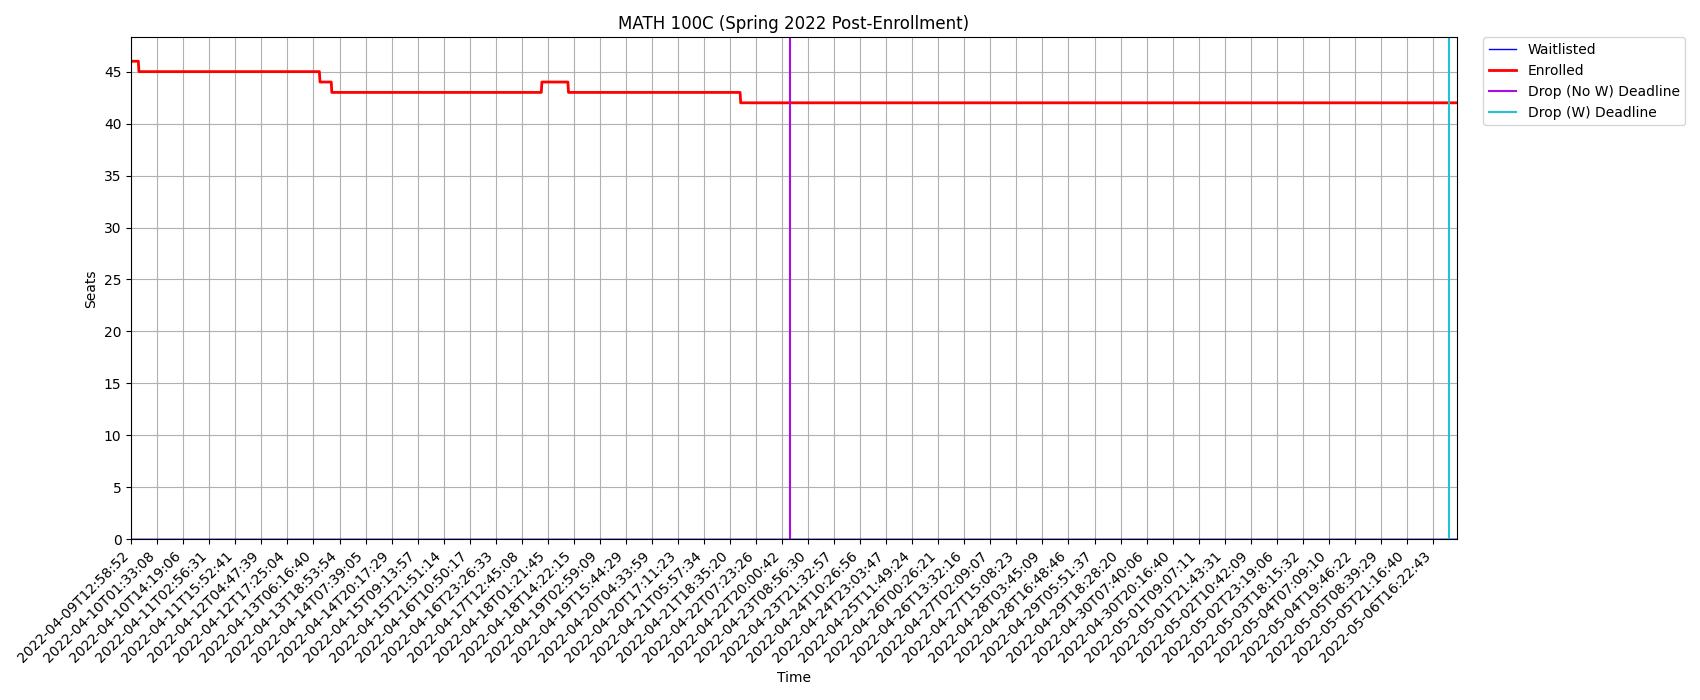 MATH 100C (Spring 2022 Post-Enrollment)
Waitlisted
Enrolled
Drop (No W) Deadline
Drop (W) Deadline
Seats
45
40
35
30
25
20
15
10
5
0
2022-04-09T12:58:52
2022-04-10T01:33:08
2022-04-10T14:19:06
2022-04-11T02:56:31
2022-04-11T15:52:41
2022-04-12T04:47:39
2022-04-12T17:25:04
2022-04-13T06:16:40
2022-04-13T18:53:54
2022-04-14T07:39:05
2022-04-14T20:17:29
2022-04-15T09:13:57
2022-04-15T21:51:14
2022-04-16T10:50:17
2022-04-16T23:26:33
2022-04-17T12:45:08
2022-04-18T01:21:45
2022-04-18T14:22:15
2022-04-19T02:59:09
2022-04-19T15:44:29
2022-04-20T04:33:59
2022-04-20T17:11:23
2022-04-21T05:57:34
2022-04-21T18:35:20
2022-04-22T07:23:26
2022-04-22T20:00:42
2022-04-23T08:56:30
2022-04-23T21:32:57
2022-04-24T10:26:56
2022-04-24T23:03:47
2022-04-25T11:49:24
2022-04-26T00:26:21
2022-04-26T13:32:16
2022-04-27T02:09:07
2022-04-27T15:08:23
2022-04-28T03:45:09
2022-04-28T16:48:46
2022-04-29T05:51:37
2022-04-29T18:28:20
2022-04-30T07:40:06
2022-04-30T20:16:40
2022-05-01T09:07:11
2022-05-01T21:43:31
2022-05-02T10:42:09
2022-05-02T23:19:06
2022-05-03T18:15:32
2022-05-04T07:09:10
2022-05-04T19:46:22
2022-05-05T08:39:29
2022-05-05T21:16:40
2022-05-06T16:22:43
Time